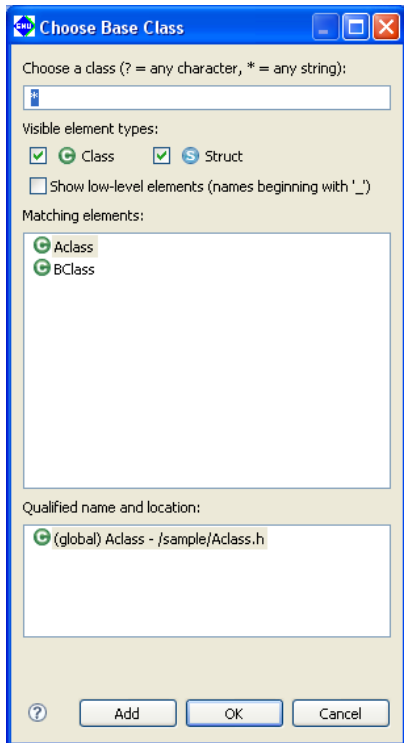 GNU Choose Base Class
Choose a class (? = any character, * = any string):
*
Visible element types:
C Class S Struct
Show low-level elements (names beginning with '_')
Matching elements:
C Aclass
C BClass
Qualified name and location:
C (global) Aclass - /sample/Aclass.h
? Add OK Cancel